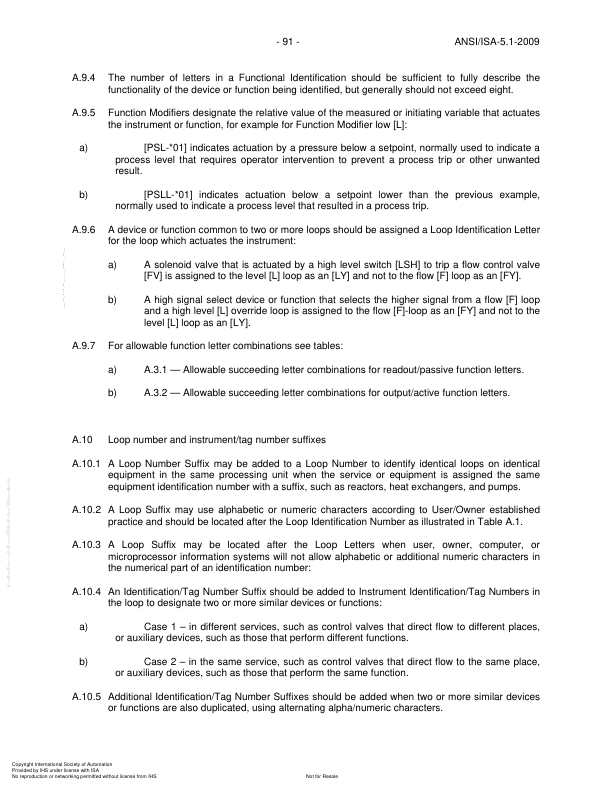 - 91 -
ANSI/ISA-5.1-2009
A.9.4 The number of letters in a Functional Identification should be sufficient to fully describe the
functionality of the device or function being identified, but generally should not exceed eight.
A.9.5 Function Modifiers designate the relative value of the measured or initiating variable that actuates
the instrument or function, for example for Function Modifier low [L]:
a) [PSL-*01] indicates actuation by a pressure below a setpoint, normally used to indicate a
process level that requires operator intervention to prevent a process trip or other unwanted
result.
b) [PSLL-*01] indicates actuation below a setpoint lower than the previous example,
normally used to indicate a process level that resulted in a process trip.
A.9.6 A device or function common to two or more loops should be assigned a Loop Identification Letter
for the loop which actuates the instrument:
a) A solenoid valve that is actuated by a high level switch [LSH] to trip a flow control valve
[FV] is assigned to the level [L] loop as an [LY] and not to the flow [F] loop as an [FY].
b) A high signal select device or function that selects the higher signal from a flow [F] loop
and a high level [L] override loop is assigned to the flow [F]-loop as an [FY] and not to the
level [L] loop as an [LY].
A.9.7 For allowable function letter combinations see tables:
a) A.3.1 — Allowable succeeding letter combinations for readout/passive function letters.
b) A.3.2 — Allowable succeeding letter combinations for output/active function letters.
A.10 Loop number and instrument/tag number suffixes
A.10.1 A Loop Number Suffix may be added to a Loop Number to identify identical loops on identical
equipment in the same processing unit when the service or equipment is assigned the same
equipment identification number with a suffix, such as reactors, heat exchangers, and pumps.
A.10.2 A Loop Suffix may use alphabetic or numeric characters according to User/Owner established
practice and should be located after the Loop Identification Number as illustrated in Table A.1.
A.10.3 A Loop Suffix may be located after the Loop Letters when user, owner, computer, or
microprocessor information systems will not allow alphabetic or additional numeric characters in
the numerical part of an identification number:
A.10.4 An Identification/Tag Number Suffix should be added to Instrument Identification/Tag Numbers in
the loop to designate two or more similar devices or functions:
a) Case 1 – in different services, such as control valves that direct flow to different places,
or auxiliary devices, such as those that perform different functions.
b) Case 2 – in the same service, such as control valves that direct flow to the same place,
or auxiliary devices, such as those that perform the same function.
A.10.5 Additional Identification/Tag Number Suffixes should be added when two or more similar devices
or functions are also duplicated, using alternating alpha/numeric characters.
Copyright International Society of Automation
Provided by IHS under license with ISA
No reproduction or networking permitted without license from IHS
Not for Resale